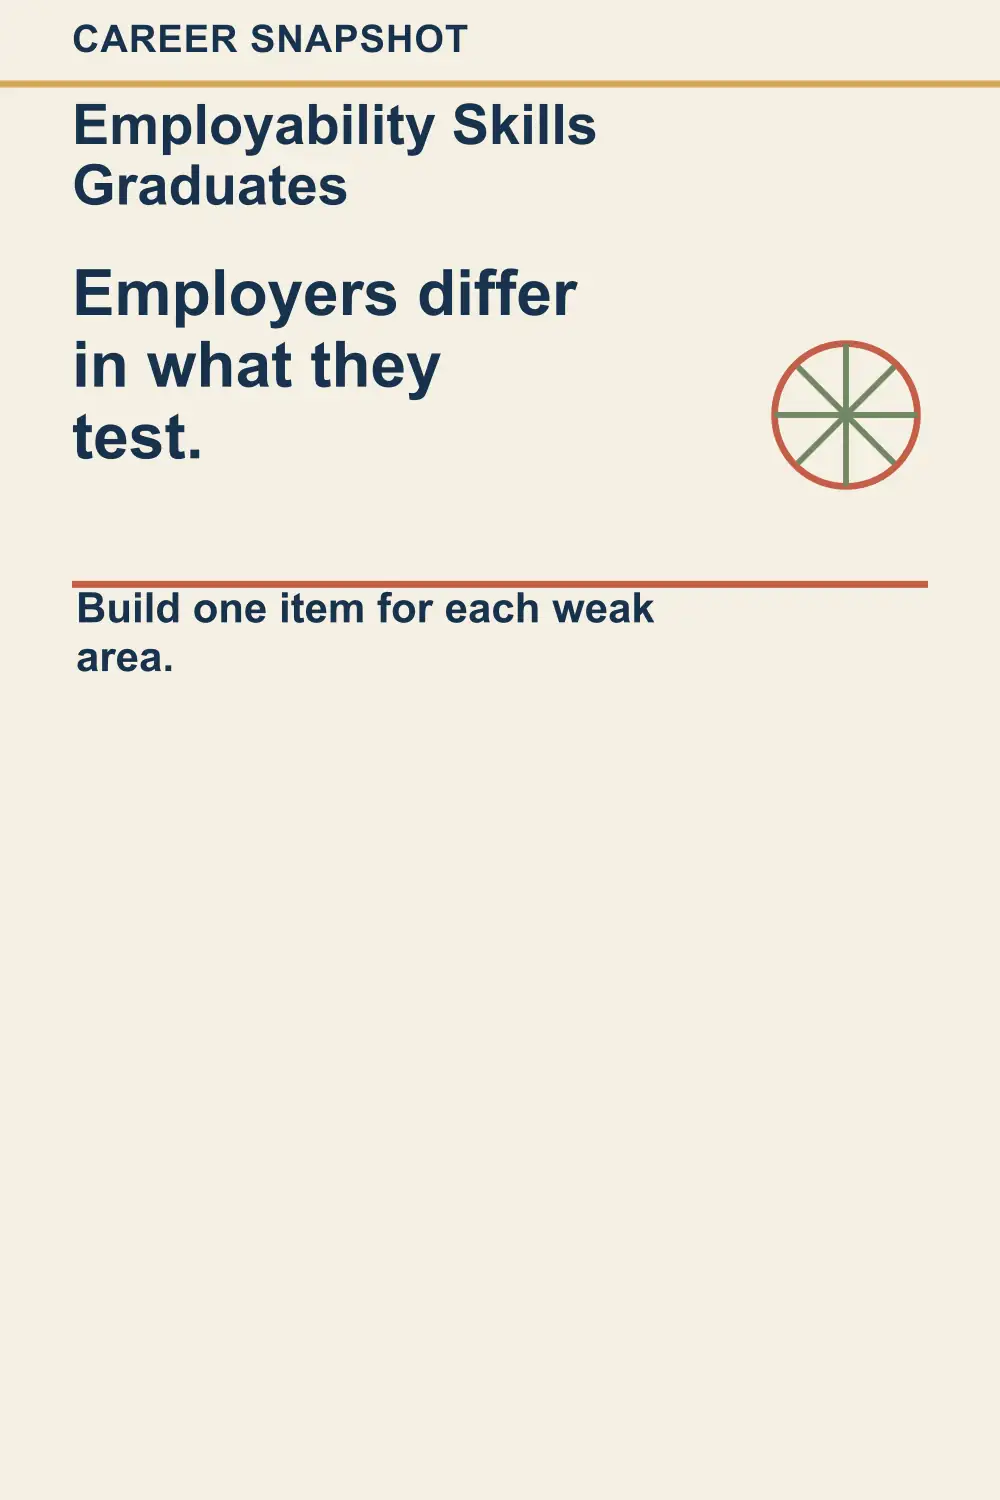 CAREER SNAPSHOT
Employability Skills
Graduates
Employers differ
in what they
test.
Build one item for each weak
area.